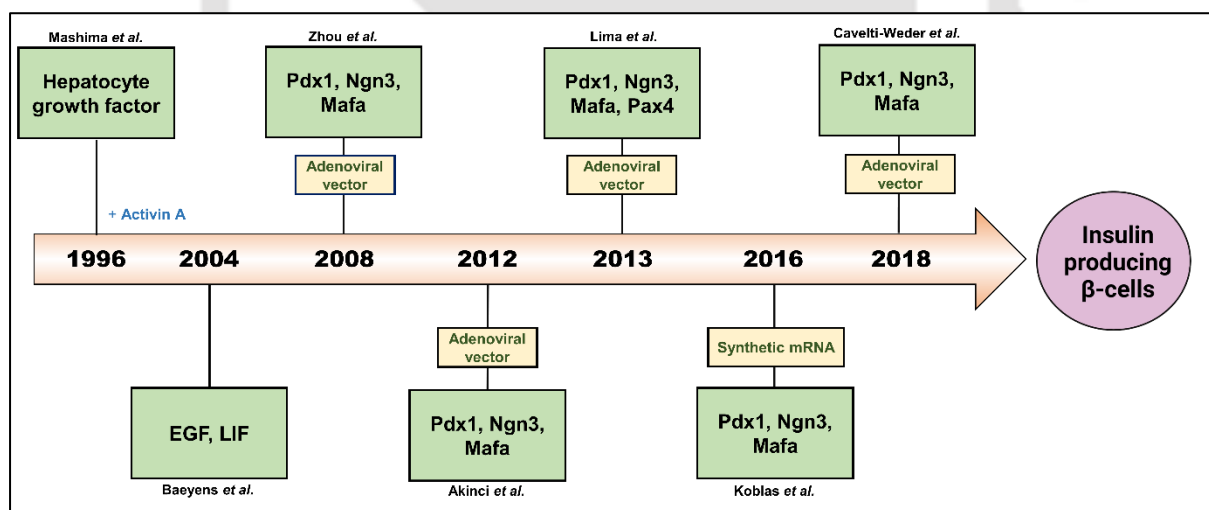 Mashima et al.
Zhou et al.
Lima et al.
Cavelti-Weder et al.
Hepatocyte
growth factor
Pdx1, Ngn3,
Mafa
Pdx1, Ngn3,
Mafa, Pax4
Pdx1, Ngn3,
Mafa
Adenoviral
vector
Adenoviral
vector
Adenoviral
vector
+ Activin A
1996
2004
2008
2012
2013
2016
2018
Insulin
producing
β-cells
Adenoviral
vector
Synthetic mRNA
EGF, LIF
Pdx1, Ngn3,
Mafa
Pdx1, Ngn3,
Mafa
Baeyens et al.
Akinci et al.
Koblas et al.